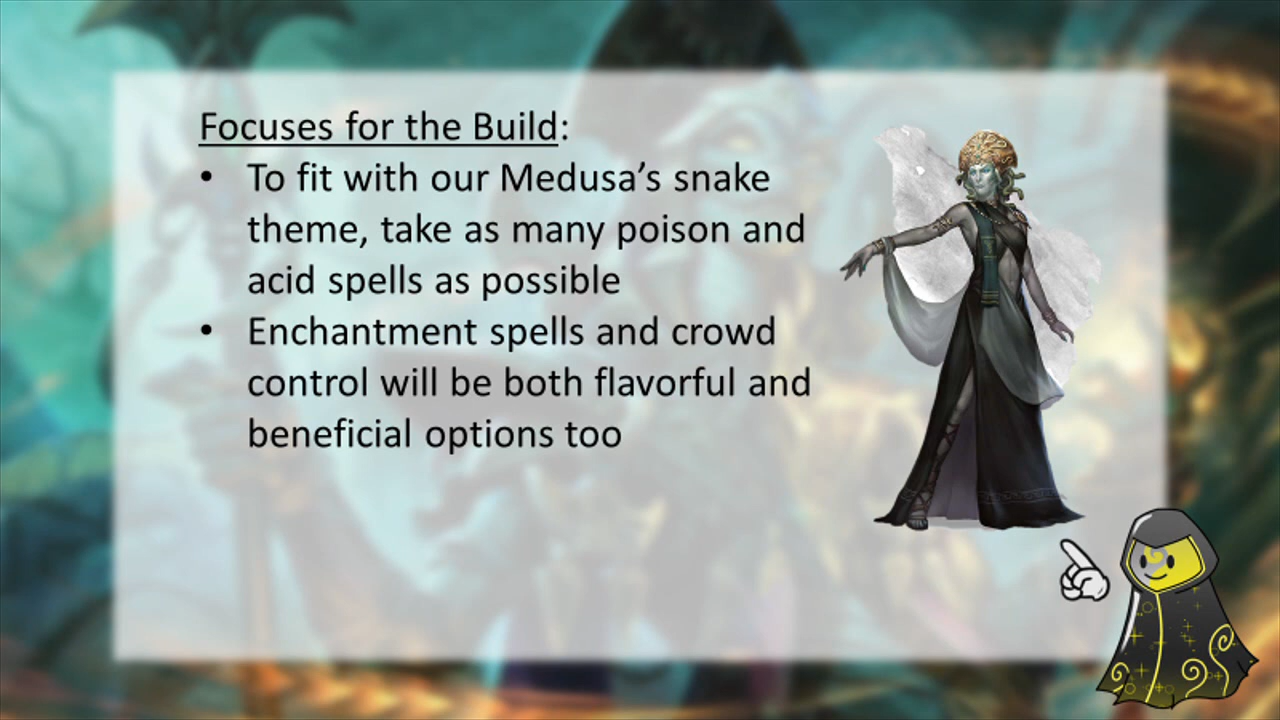 Focuses for the Build:
• To fit with our Medusa’s snake
theme, take as many poison and
acid spells as possible
• Enchantment spells and crowd
control will be both flavorful and
beneficial options too